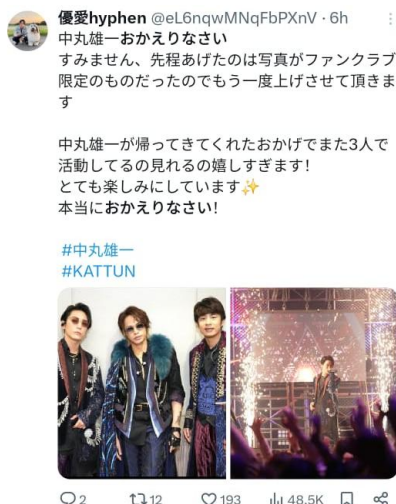 優愛hyphen @eL6nqwMNqFbPXnV · 6h
中丸雄一おかえりなさい
すみません、先程あげたのは写真がファンクラブ
限定のものだったのでもう一度上げさせて頂きま
す
中丸雄一が帰ってきてくれたおかげでまた3人で
活動してるの見れるの嬉しすぎます！
とても楽しみにしています✨
本当におかえりなさい！
#中丸雄一
#KATTUN
2 12 193 48.5K